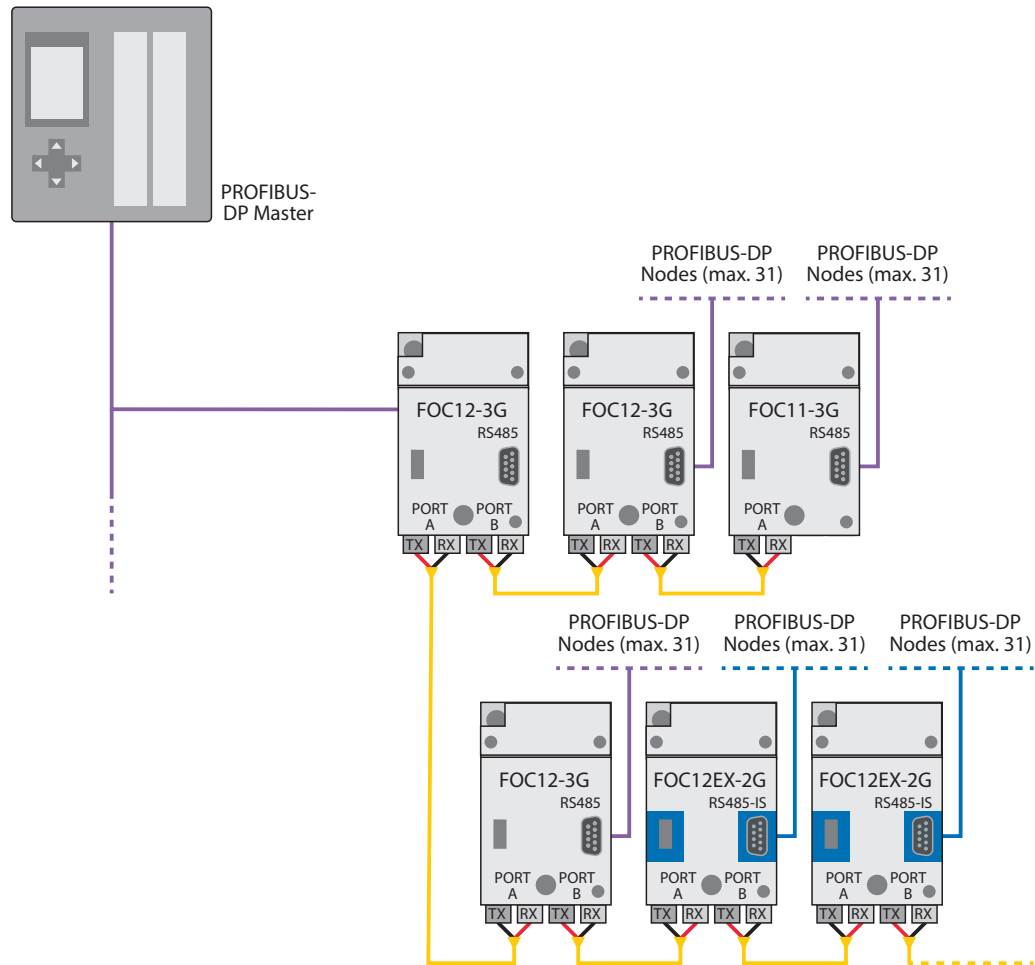 PROFIBUS-
DP Master
PROFIBUS-DP
Nodes (max. 31)
PROFIBUS-DP
Nodes (max. 31)
FOC12-3G
RS485
PORT
A
PORT
B
TX RX TX RX
FOC12-3G
RS485
PORT
A
PORT
B
TX RX TX RX
FOC11-3G
RS485
PORT
A
TX RX
PROFIBUS-DP
Nodes (max. 31)
PROFIBUS-DP
Nodes (max. 31)
PROFIBUS-DP
Nodes (max. 31)
FOC12-3G
RS485
PORT
A
PORT
B
TX RX TX RX
FOC12EX-2G
RS485-IS
PORT
A
PORT
B
TX RX TX RX
FOC12EX-2G
RS485-IS
PORT
A
PORT
B
TX RX TX RX